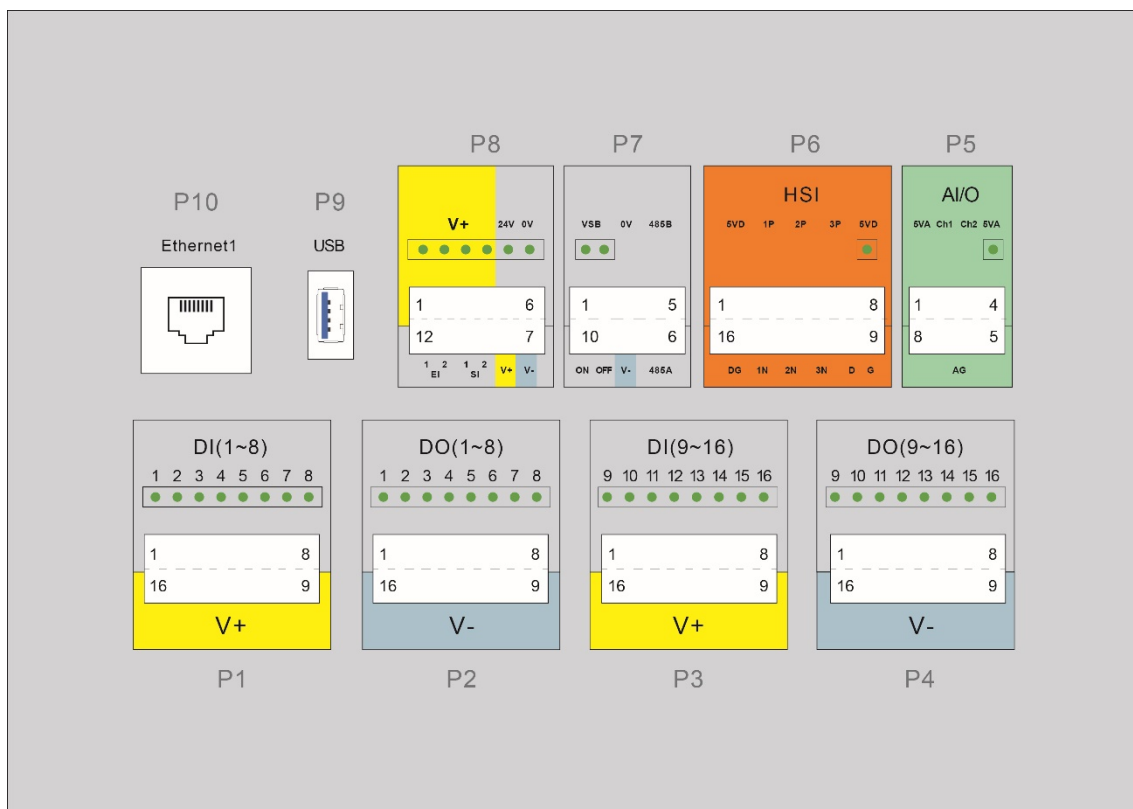 P8 P7 P6 P5
P10 P9
HSI AI/O
Ethernet1 USB
V+ 24V 0V
VSB 0V 485B
5VD 1P 2P 3P 5VD
5VA Ch1 Ch2 5VA
1 6
12 7
1 5
10 6
1 8
16 9
1 4
8 5
1 2 1 2
EI SI V+ V-
ON OFF V- 485A
DG 1N 2N 3N D G
AG
DI(1~8)
1 2 3 4 5 6 7 8
1 8
16 9
V+
P1
DO(1~8)
1 2 3 4 5 6 7 8
1 8
16 9
V-
P2
DI(9~16)
9 10 11 12 13 14 15 16
1 8
16 9
V+
P3
DO(9~16)
9 10 11 12 13 14 15 16
1 8
16 9
V-
P4